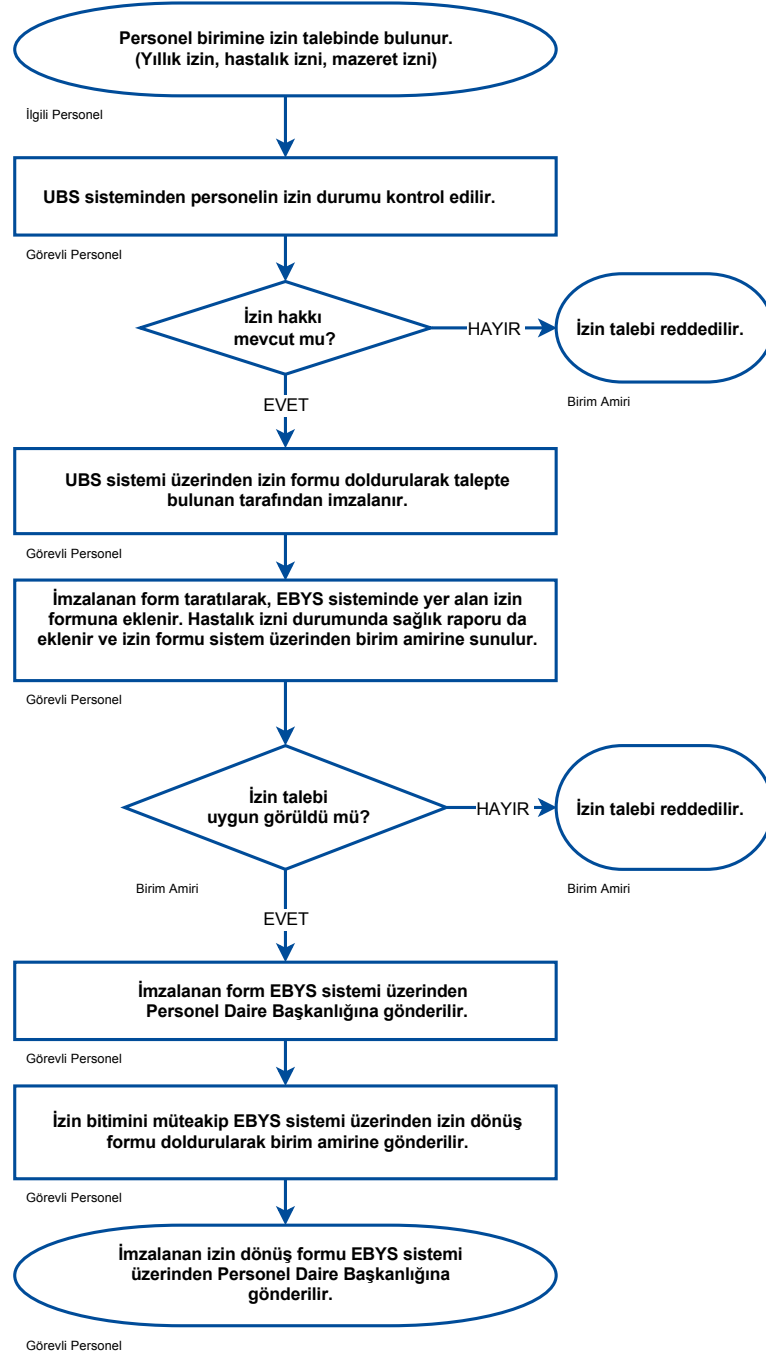 Personel birimine izin talebinde bulunur.
(Yıllık izin, hastalık izni, mazeret izni)
İlgili Personel
UBS sisteminden personelin izin durumu kontrol edilir.
Görevli Personel
İzin hakkı
mevcut mu?
HAYIR
İzin talebi reddedilir.
Birim Amiri
EVET
UBS sistemi üzerinden izin formu doldurularak talepte
bulunan tarafından imzalanır.
Görevli Personel
İmzalanan form taratılarak, EBYS sisteminde yer alan izin
formuna eklenir. Hastalık izni durumunda sağlık raporu da
eklenir ve izin formu sistem üzerinden birim amirine sunulur.
Görevli Personel
İzin talebi
uygun görüldü mü?
HAYIR
İzin talebi reddedilir.
Birim Amiri
Birim Amiri
EVET
İmzalanan form EBYS sistemi üzerinden
Personel Daire Başkanlığına gönderilir.
Görevli Personel
İzin bitimini müteakip EBYS sistemi üzerinden izin dönüş
formu doldurularak birim amirine gönderilir.
Görevli Personel
İmzalanan izin dönüş formu EBYS sistemi
üzerinden Personel Daire Başkanlığına
gönderilir.
Görevli Personel